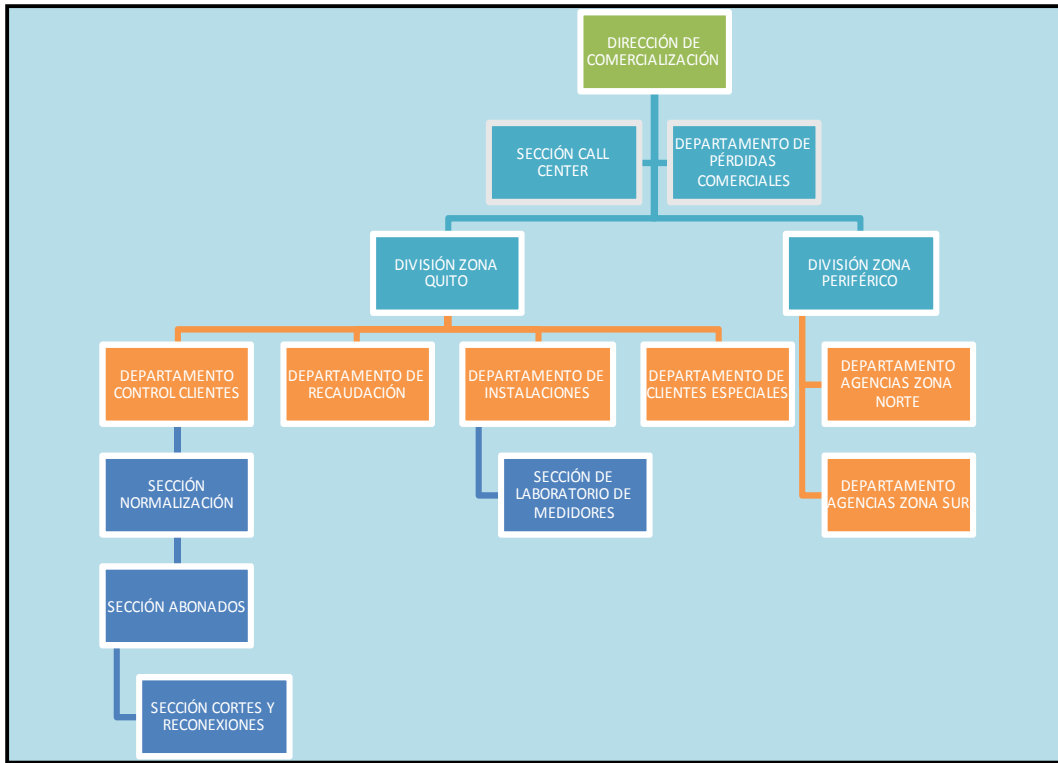 DIRECCIÓN DE
COMERCIALIZACIÓN
SECCIÓN CALL
CENTER
DEPARTAMENTO DE
PÉRDIDAS
COMERCIALES
DIVISIÓN ZONA
QUITO
DIVISIÓN ZONA
PERIFÉRICO
DEPARTAMENTO
CONTROL CLIENTES
DEPARTAMENTO DE
RECAUDACIÓN
DEPARTAMENTO DE
INSTALACIONES
DEPARTAMENTO DE
CLIENTES ESPECIALES
DEPARTAMENTO
AGENCIAS ZONA
NORTE
SECCIÓN
NORMALIZACIÓN
SECCIÓN DE
LABORATORIO DE
MEDIDORES
DEPARTAMENTO
AGENCIAS ZONA SUR
SECCIÓN ABONADOS
SECCIÓN CORTES Y
RECONEXIONES